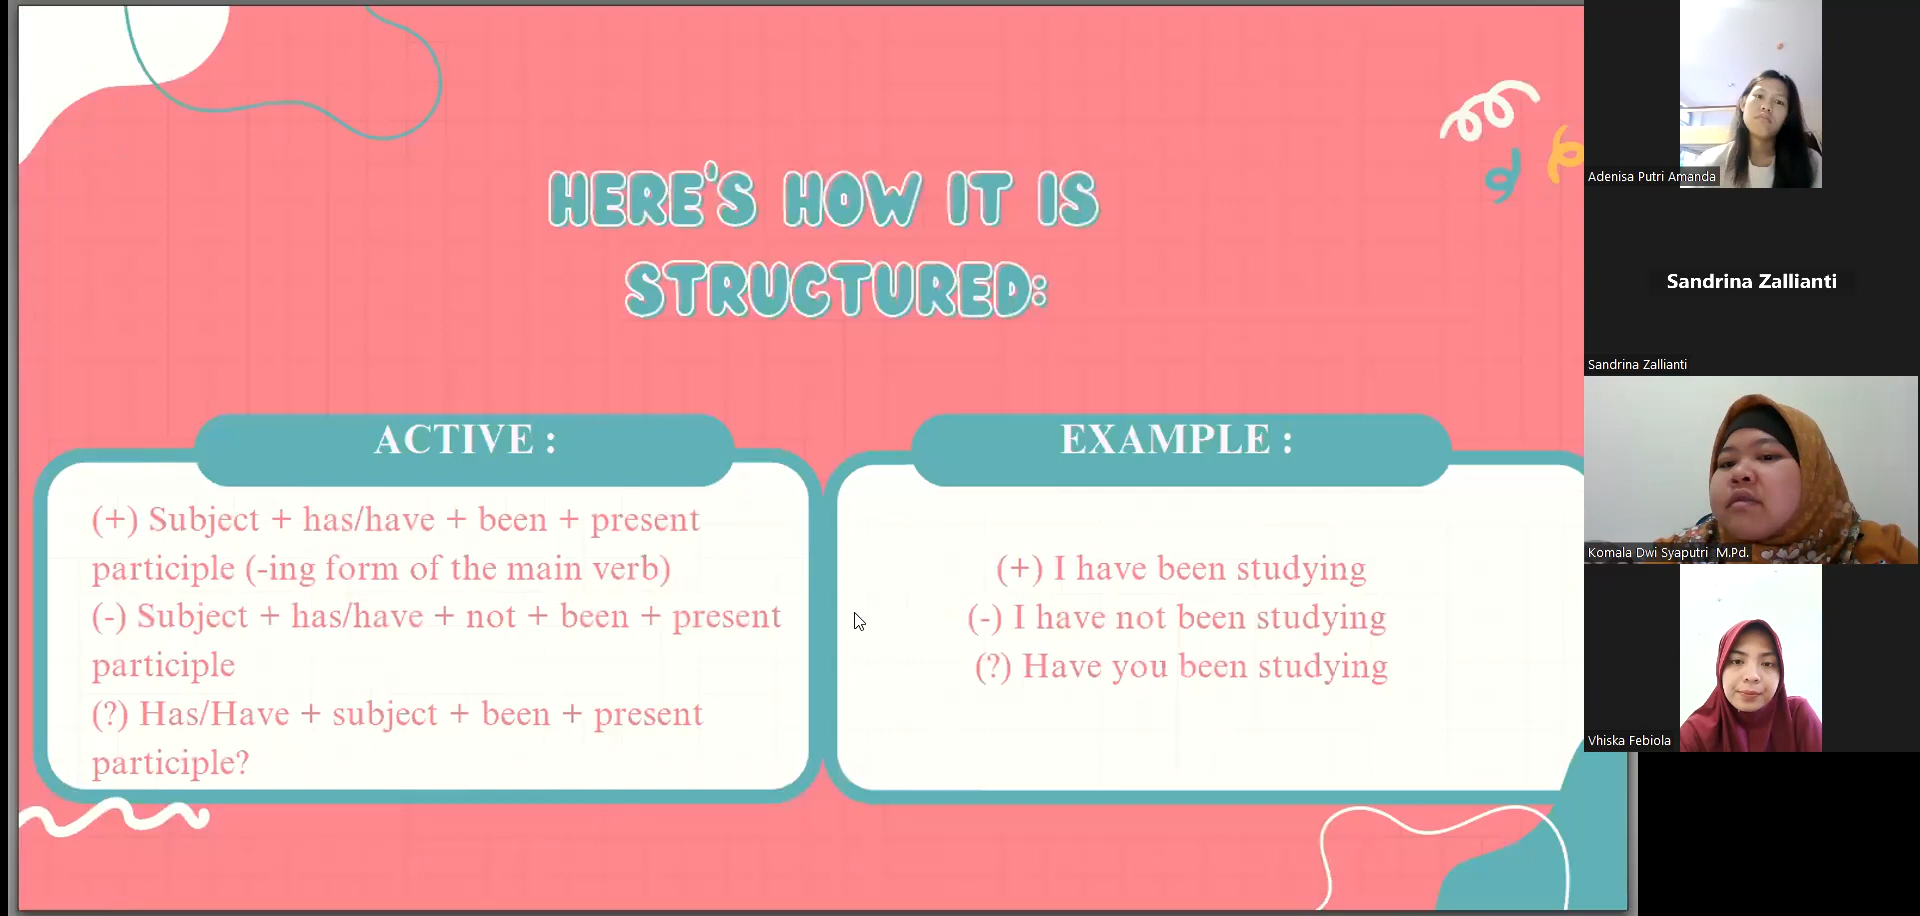 HERE'S HOW IT IS
STRUCTURED:
ACTIVE :
(+) Subject + has/have + been + present
participle (-ing form of the main verb)
(-) Subject + has/have + not + been + present
participle
(?) Has/Have + subject + been + present
participle?
EXAMPLE :
(+) I have been studying
(-) I have not been studying
(?) Have you been studying
Adenisa Putri Amanda
Sandrina Zallianti
Sandrina Zallianti
Komala Dwi Syaputri M.Pd.
Vhiska Febiola